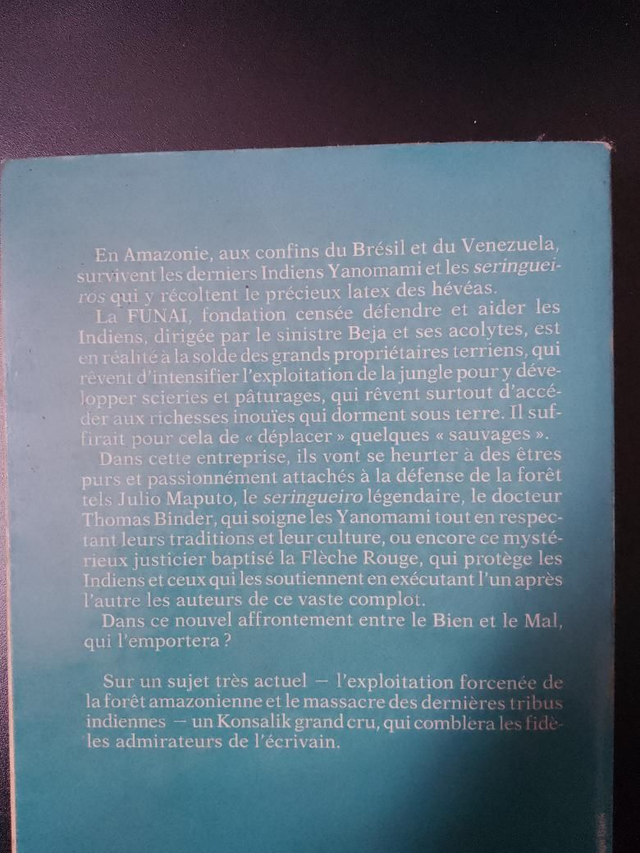 En Amazonie, aux confins du Brésil et du Venezuela,
survivent les derniers Indiens Yanomami et les seringuei-
ros qui y récoltent le précieux latex des hévéas.
La FUNAI, fondation censée défendre et aider les
Indiens, dirigée par le sinistre Beja et ses acolytes, est
en réalité à la solde des grands propriétaires terriens, qui
rêvent d'intensifier l'exploitation de la jungle pour y déve-
lopper scieries et pâturages, qui rêvent surtout d'accé-
der aux richesses inouïes qui dorment sous terre. Il suf-
firait pour cela de « déplacer » quelques « sauvages ».
Dans cette entreprise, ils vont se heurter à des êtres
purs et passionnément attachés à la défense de la forêt
tels Julio Maputo, le seringueiro légendaire, le docteur
Thomas Binder, qui soigne les Yanomami tout en respec-
tant leurs traditions et leur culture, ou encore ce mysté-
rieux justicier baptisé la Flèche Rouge, qui protège les
Indiens et ceux qui les soutiennent en exécutant l'un après
l'autre les auteurs de ce vaste complot.
Dans ce nouvel affrontement entre le Bien et le Mal,
qui l'emportera ?
Sur un sujet très actuel — l'exploitation forcenée de
la forêt amazonienne et le massacre des dernières tribus
indiennes — un Konsalik grand cru, qui comblera les fidè-
les admirateurs de l'écrivain.